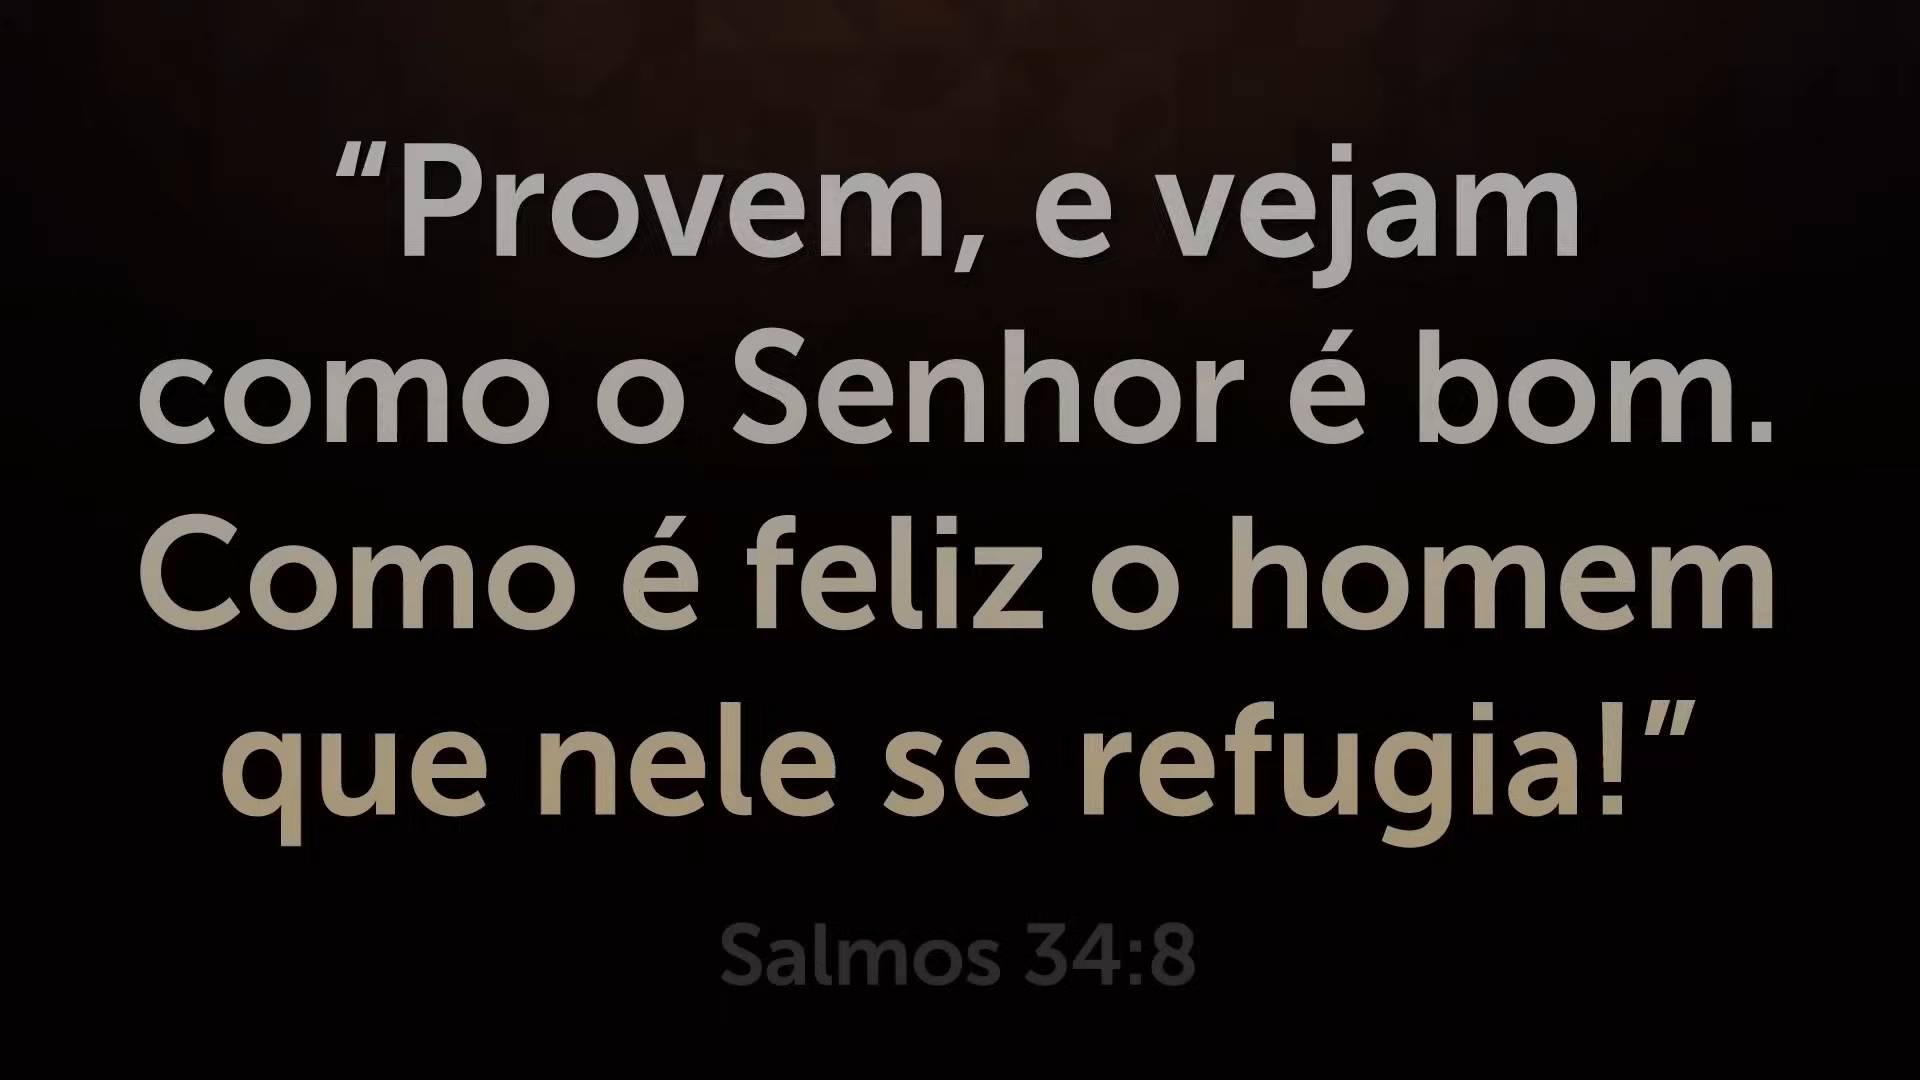 “Provem, e vejam
como o Senhor é bom.
Como é feliz o homem
que nele se refugia!”
Salmos 34:8